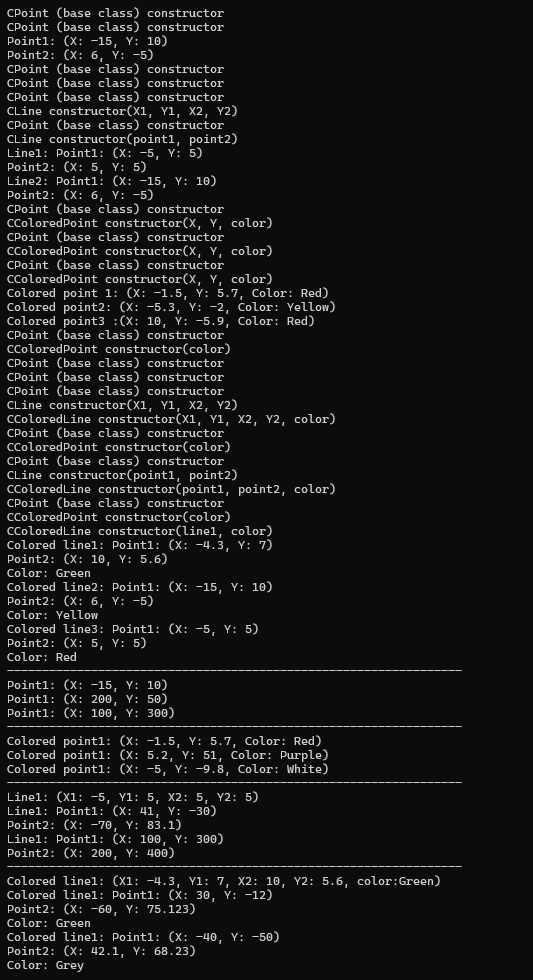 CPoint (base class) constructor
CPoint (base class) constructor
Point1: (X: -15, Y: 10)
Point2: (X: 6, Y: -5)
CPoint (base class) constructor
CPoint (base class) constructor
CPoint (base class) constructor
CLine constructor(X1, Y1, X2, Y2)
CPoint (base class) constructor
CLine constructor(point1, point2)
Line1: Point1: (X: -5, Y: 5)
Point2: (X: 5, Y: 5)
Line2: Point1: (X: -15, Y: 10)
Point2: (X: 6, Y: -5)
CPoint (base class) constructor
CColoredPoint constructor(X, Y, color)
CPoint (base class) constructor
CColoredPoint constructor(X, Y, color)
CPoint (base class) constructor
CColoredPoint constructor(X, Y, color)
Colored point 1: (X: -1.5, Y: 5.7, Color: Red)
Colored point2: (X: -5.3, Y: -2, Color: Yellow)
Colored point3 :(X: 10, Y: -5.9, Color: Red)
CPoint (base class) constructor
CColoredPoint constructor(color)
CPoint (base class) constructor
CPoint (base class) constructor
CPoint (base class) constructor
CLine constructor(X1, Y1, X2, Y2)
CColoredLine constructor(X1, Y1, X2, Y2, color)
CPoint (base class) constructor
CColoredPoint constructor(color)
CPoint (base class) constructor
CLine constructor(point1, point2)
CColoredLine constructor(point1, point2, color)
CPoint (base class) constructor
CColoredPoint constructor(color)
CColoredLine constructor(line1, color)
Colored line1: Point1: (X: -4.3, Y: 7)
Point2: (X: 10, Y: 5.6)
Color: Green
Colored line2: Point1: (X: -15, Y: 10)
Point2: (X: 6, Y: -5)
Color: Yellow
Colored line3: Point1: (X: -5, Y: 5)
Point2: (X: 5, Y: 5)
Color: Red
-----------------------------------------------------------------
Point1: (X: -15, Y: 10)
Point1: (X: 200, Y: 50)
Point1: (X: 100, Y: 300)
-----------------------------------------------------------------
Colored point1: (X: -1.5, Y: 5.7, Color: Red)
Colored point1: (X: 5.2, Y: 51, Color: Purple)
Colored point1: (X: -5, Y: -9.8, Color: White)
-----------------------------------------------------------------
Line1: (X1: -5, Y1: 5, X2: 5, Y2: 5)
Line1: Point1: (X: 41, Y: -30)
Point2: (X: -70, Y: 83.1)
Line1: Point1: (X: 100, Y: 300)
Point2: (X: 200, Y: 400)
-----------------------------------------------------------------
Colored line1: (X1: -4.3, Y1: 7, X2: 10, Y2: 5.6, color:Green)
Colored line1: Point1: (X: 30, Y: -12)
Point2: (X: -60, Y: 75.123)
Color: Green
Colored line1: Point1: (X: -40, Y: -50)
Point2: (X: 42.1, Y: 68.23)
Color: Grey